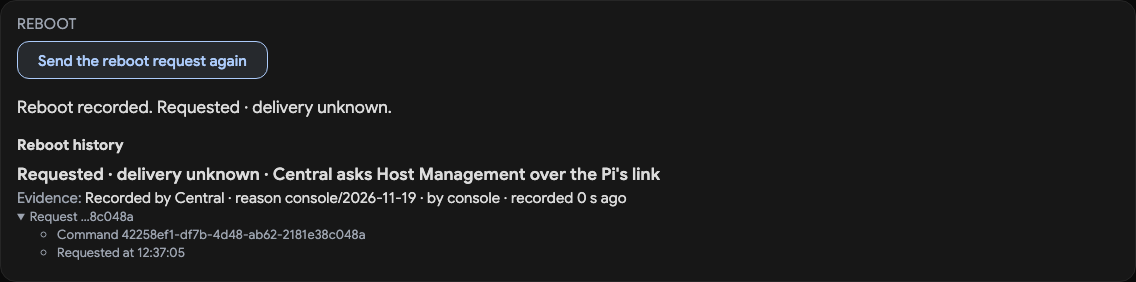 REBOOT
Send the reboot request again
Reboot recorded. Requested · delivery unknown.
Reboot history
Requested · delivery unknown · Central asks Host Management over the Pi's link
Evidence: Recorded by Central · reason console/2026-11-19 · by console · recorded 0 s ago
▼ Request …8c048a
○ Command 42258ef1-df7b-4d48-ab62-2181e38c048a
○ Requested at 12:37:05